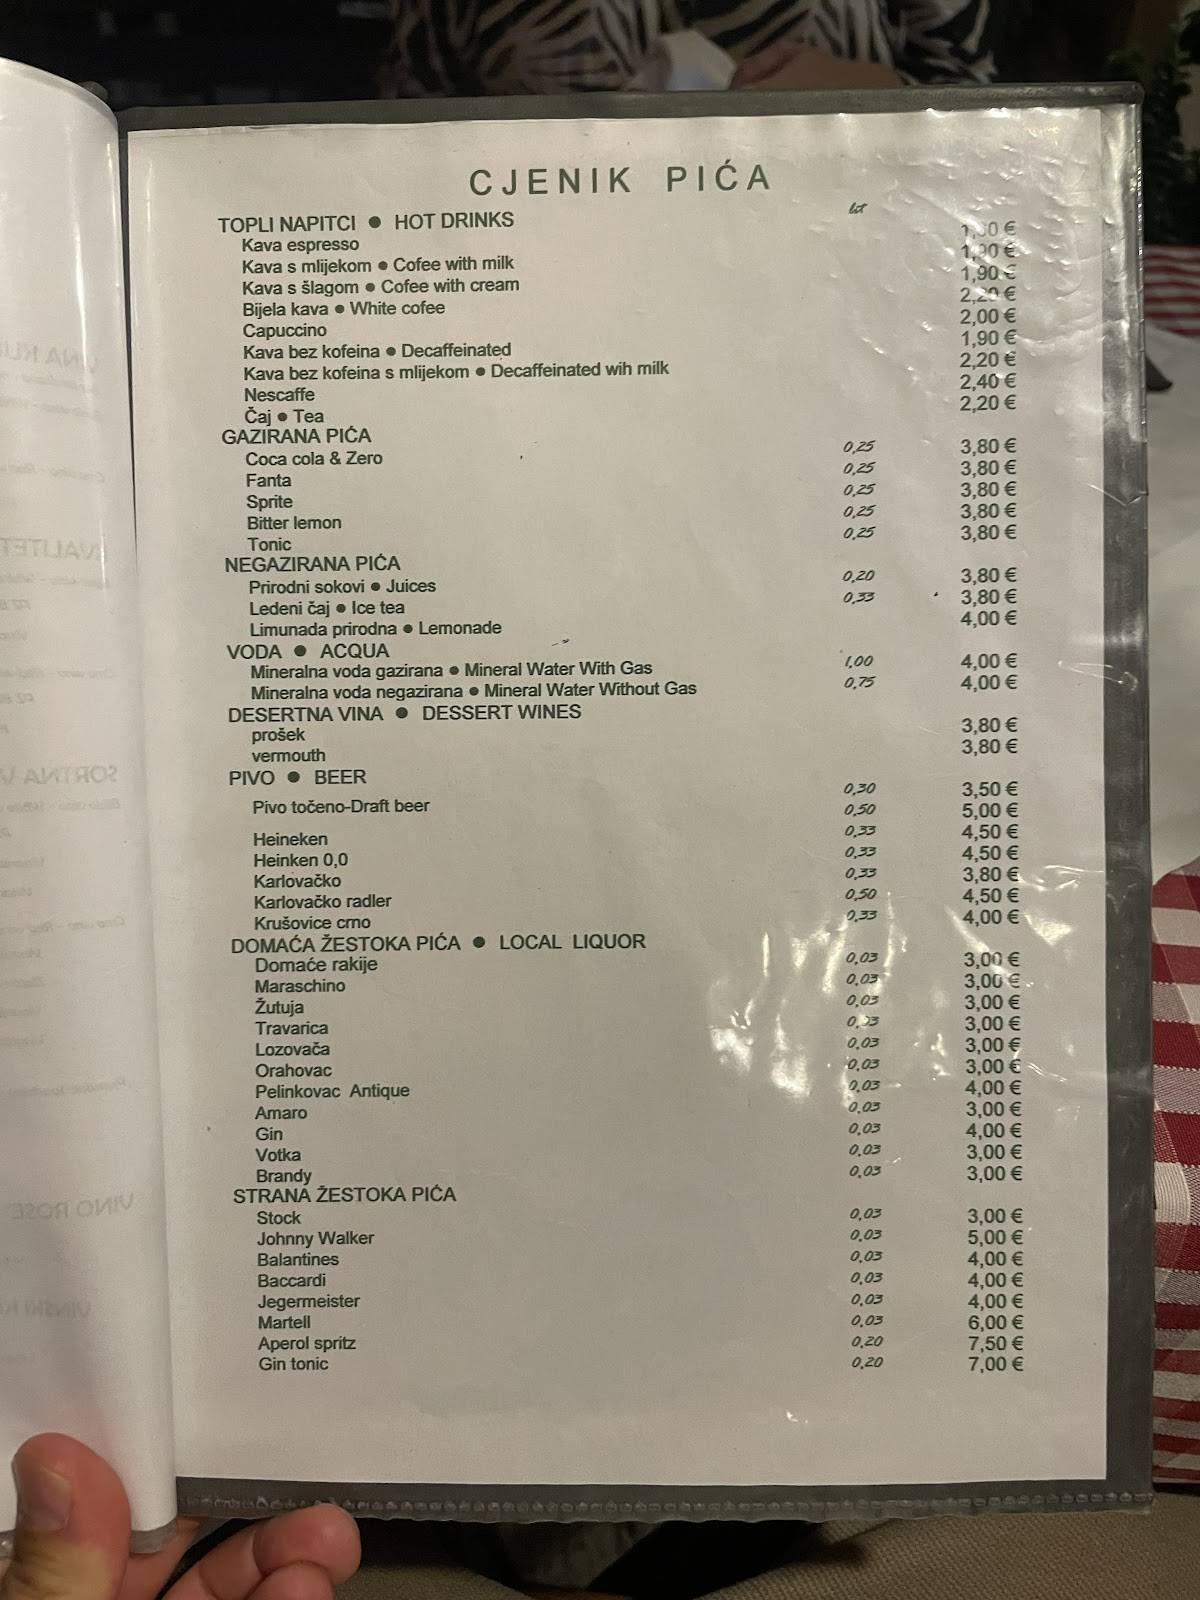 CJENIK PIĆA
lit
TOPLI NAPITCI ● HOT DRINKS
Kava espresso €
Kava s mlijekom ● Cofee with milk 1,90 €
Kava s šlagom ● Cofee with cream 1,90 €
Bijela kava ● White cofee 2,20 €
Capuccino 2,00 €
Kava bez kofeina ● Decaffeinated 1,90 €
Kava bez kofeina s mlijekom ● Decaffeinated wih milk 2,20 €
Nescaffe 2,40 €
Čaj ● Tea 2,20 €
GAZIRANA PIĆA
Coca cola & Zero 0,25 3,80 €
Fanta 0,25 3,80 €
Sprite 0,25 3,80 €
Bitter lemon 0,25 3,80 €
Tonic 0,25 3,80 €
NEGAZIRANA PIĆA
Prirodni sokovi ● Juices 0,20 3,80 €
Ledeni čaj ● Ice tea 0,33 3,80 €
Limunada prirodna ● Lemonade 4,00 €
VODA ● ACQUA
Mineralna voda gazirana ● Mineral Water With Gas 1,00 4,00 €
Mineralna voda negazirana ● Mineral Water Without Gas 0,75 4,00 €
DESERTNA VINA ● DESSERT WINES
prošek 3,80 €
vermouth 3,80 €
PIVO ● BEER
Pivo točeno-Draft beer 0,30 3,50 €
0,50 5,00 €
Heineken 0,33 4,50 €
Heinken 0,0 0,33 4,50 €
Karlovačko 0,33 3,80 €
Karlovačko radler 0,50 4,50 €
Krušovice crno 0,33 4,00 €
DOMAĆA ŽESTOKA PIĆA ● LOCAL LIQUOR
Domaće rakije 0,03 3,00 €
Maraschino 0,03 3,00 €
Žutuja 0,03 3,00 €
Travarica 0,03 3,00 €
Lozovača 0,03 3,00 €
Orahovac 0,03 3,00 €
Pelinkovac Antique 0,03 4,00 €
Amaro 0,03 3,00 €
Gin 0,03 4,00 €
Votka 0,03 3,00 €
Brandy 0,03 3,00 €
STRANA ŽESTOKA PIĆA
Stock 0,03 3,00 €
Johnny Walker 0,03 5,00 €
Balantines 0,03 4,00 €
Baccardi 0,03 4,00 €
Jegermeister 0,03 4,00 €
Martell 0,03 6,00 €
Aperol spritz 0,20 7,50 €
Gin tonic 0,20 7,00 €